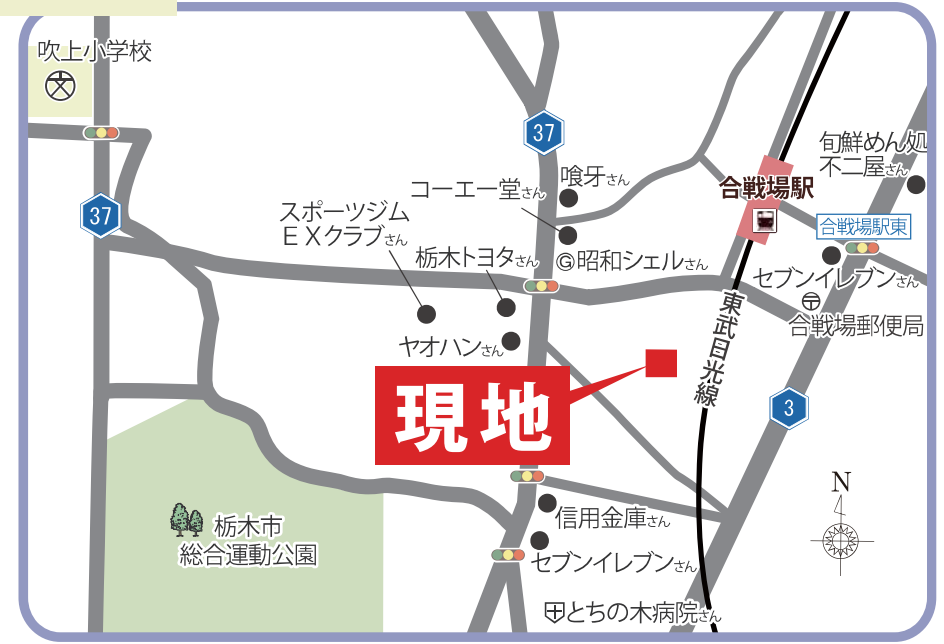 吹上小学校
37
37
喰牙さん
コーエー堂さん
スポーツジム
EXクラブさん
栃木トヨタさん
G昭和シェルさん
ヤオハンさん
合戦場駅
旬鮮めん処
不二屋さん
合戦場駅東
セブンイレブンさん
〒
合戦場郵便局
東武日光線
現地
3
N
栃木市
総合運動公園
信用金庫さん
セブンイレブンさん
とちの木病院さん